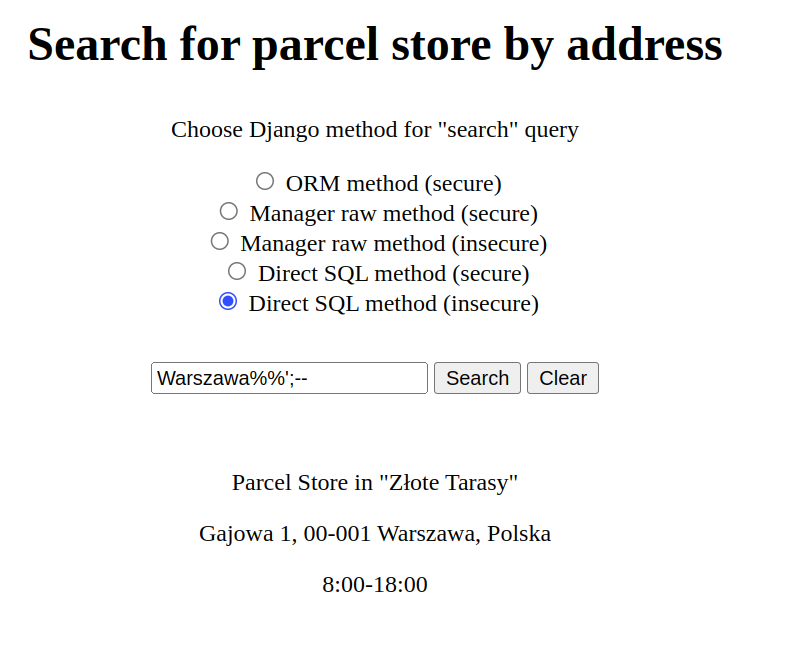 Search for parcel store by address
Choose Django method for "search" query
ORM method (secure)
Manager raw method (secure)
Manager raw method (insecure)
Direct SQL method (secure)
Direct SQL method (insecure)
Warszawa%%';-- Search Clear
Parcel Store in "Złote Tarasy"
Gajowa 1, 00-001 Warszawa, Polska
8:00-18:00